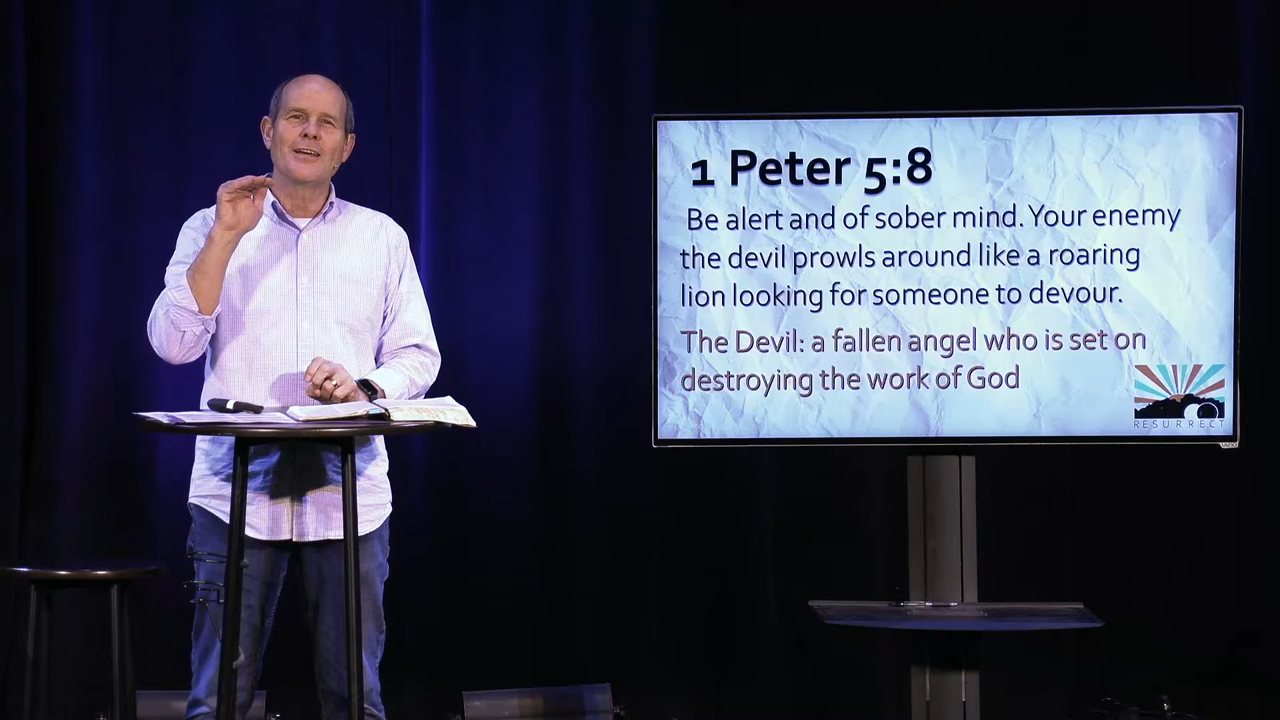 1 Peter 5:8
Be alert and of sober mind. Your enemy
the devil prowls around like a roaring
lion looking for someone to devour.
The Devil: a fallen angel who is set on
destroying the work of God
RESURRECT
VIZIO